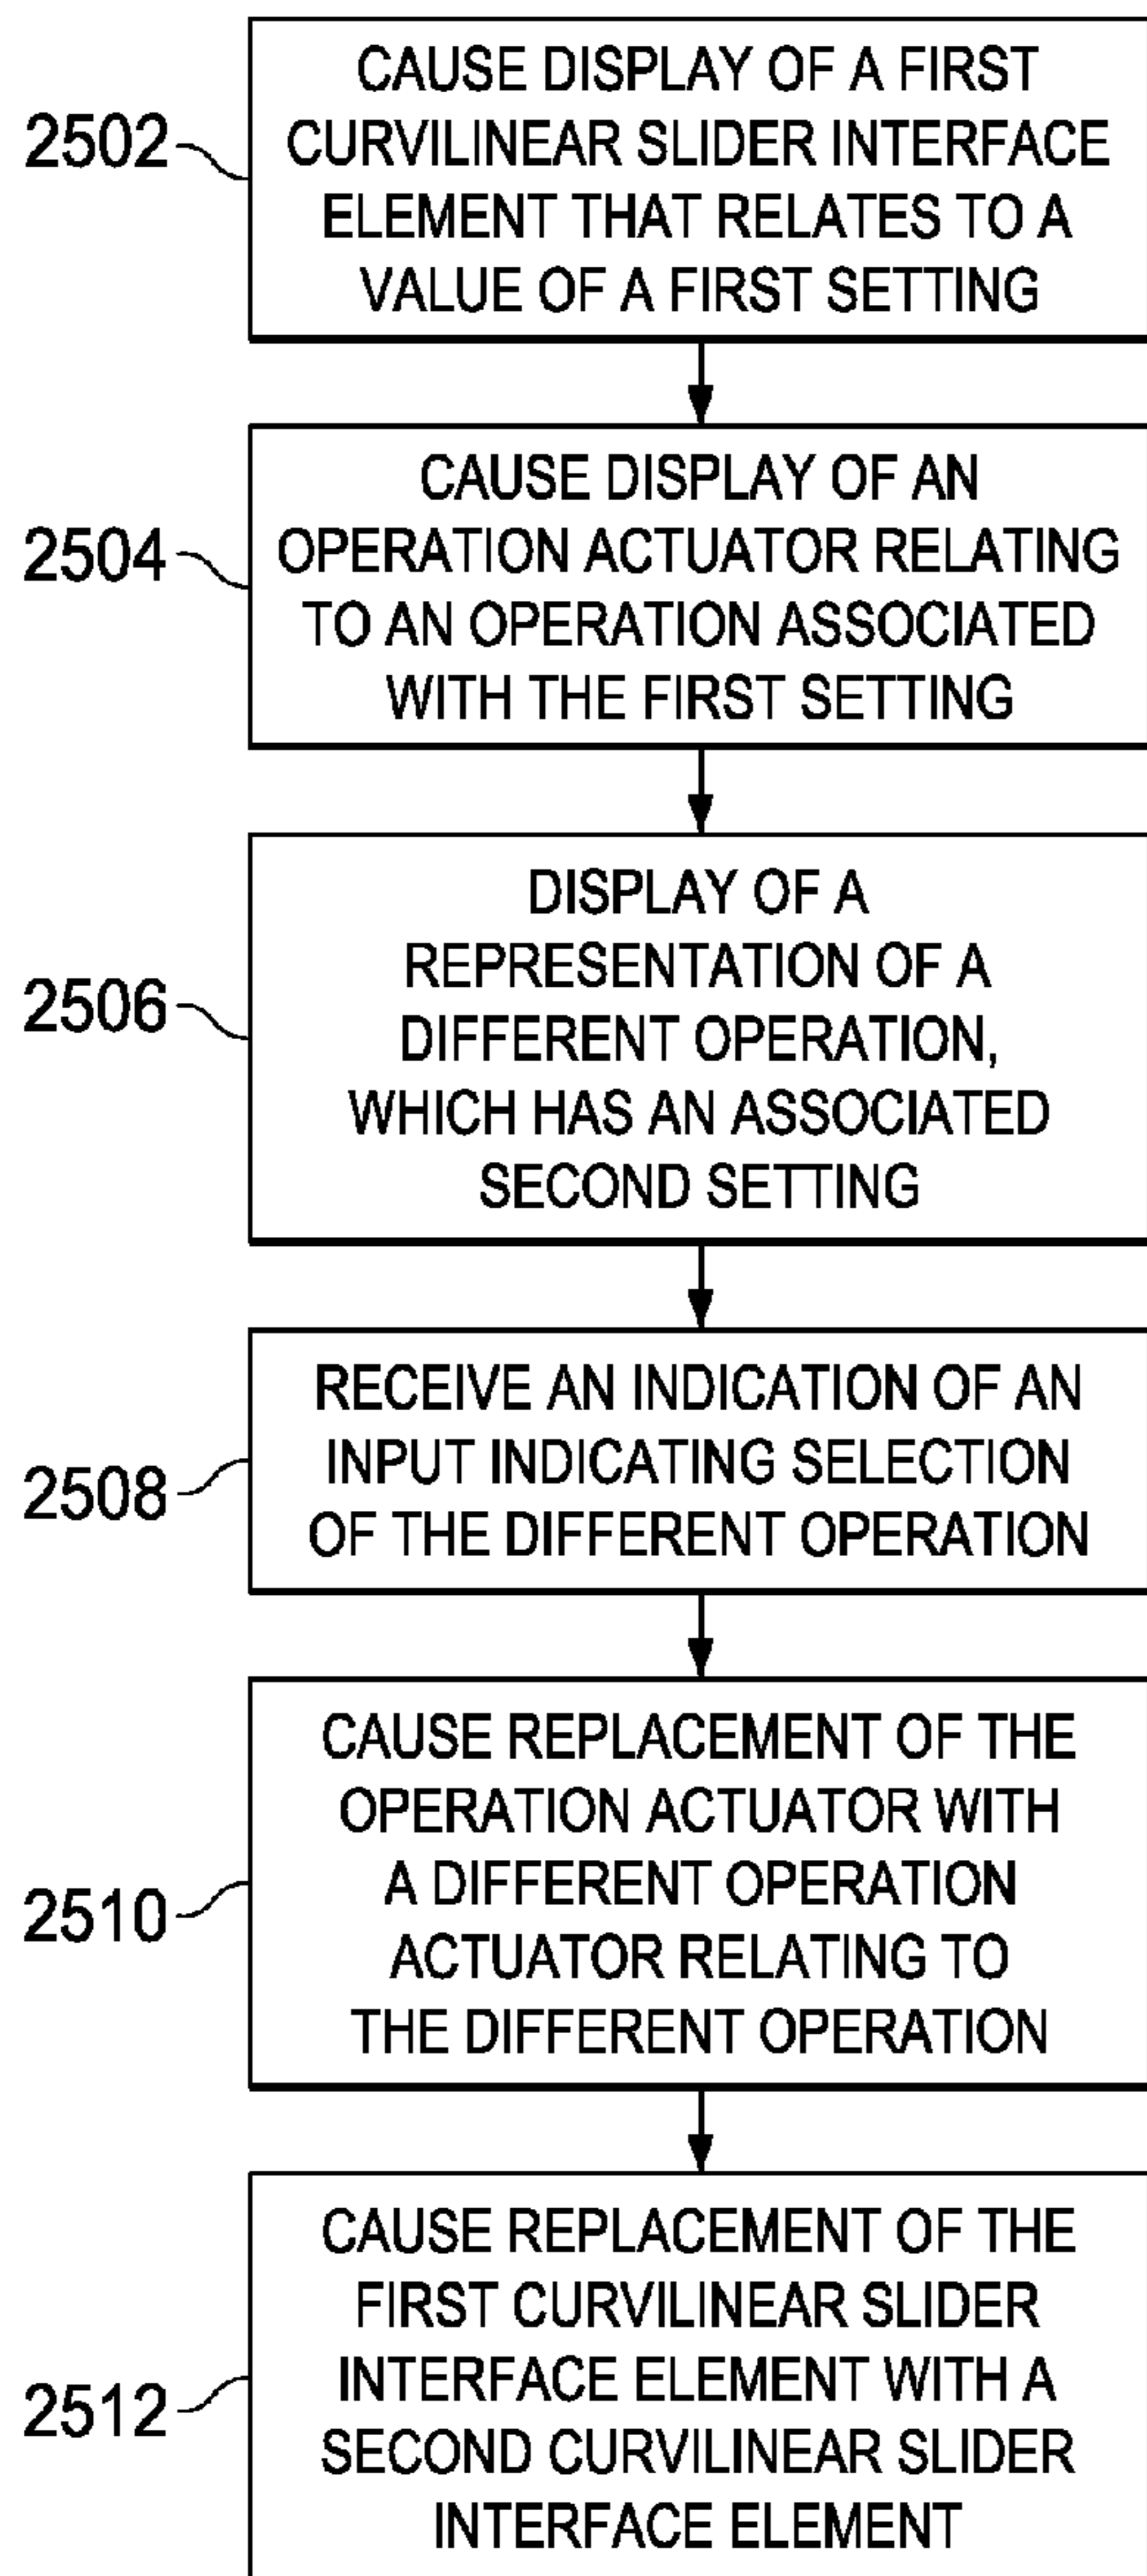 2502
CAUSE DISPLAY OF A FIRST
CURVILINEAR SLIDER INTERFACE
ELEMENT THAT RELATES TO A
VALUE OF A FIRST SETTING
2504
CAUSE DISPLAY OF AN
OPERATION ACTUATOR RELATING
TO AN OPERATION ASSOCIATED
WITH THE FIRST SETTING
2506
DISPLAY OF A
REPRESENTATION OF A
DIFFERENT OPERATION,
WHICH HAS AN ASSOCIATED
SECOND SETTING
2508
RECEIVE AN INDICATION OF AN
INPUT INDICATING SELECTION
OF THE DIFFERENT OPERATION
2510
CAUSE REPLACEMENT OF THE
OPERATION ACTUATOR WITH
A DIFFERENT OPERATION
ACTUATOR RELATING TO
THE DIFFERENT OPERATION
2512
CAUSE REPLACEMENT OF THE
FIRST CURVILINEAR SLIDER
INTERFACE ELEMENT WITH A
SECOND CURVILINEAR SLIDER
INTERFACE ELEMENT